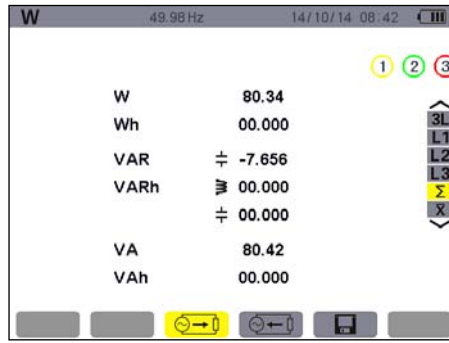 W 49.98 Hz 14/10/14 08:42
1 2 3
W 80.34
Wh 00.000
VAR -7.656
VARh 00.000
00.000
VA 80.42
VAh 00.000
3L
L1
L2
L3
Σ
x̄